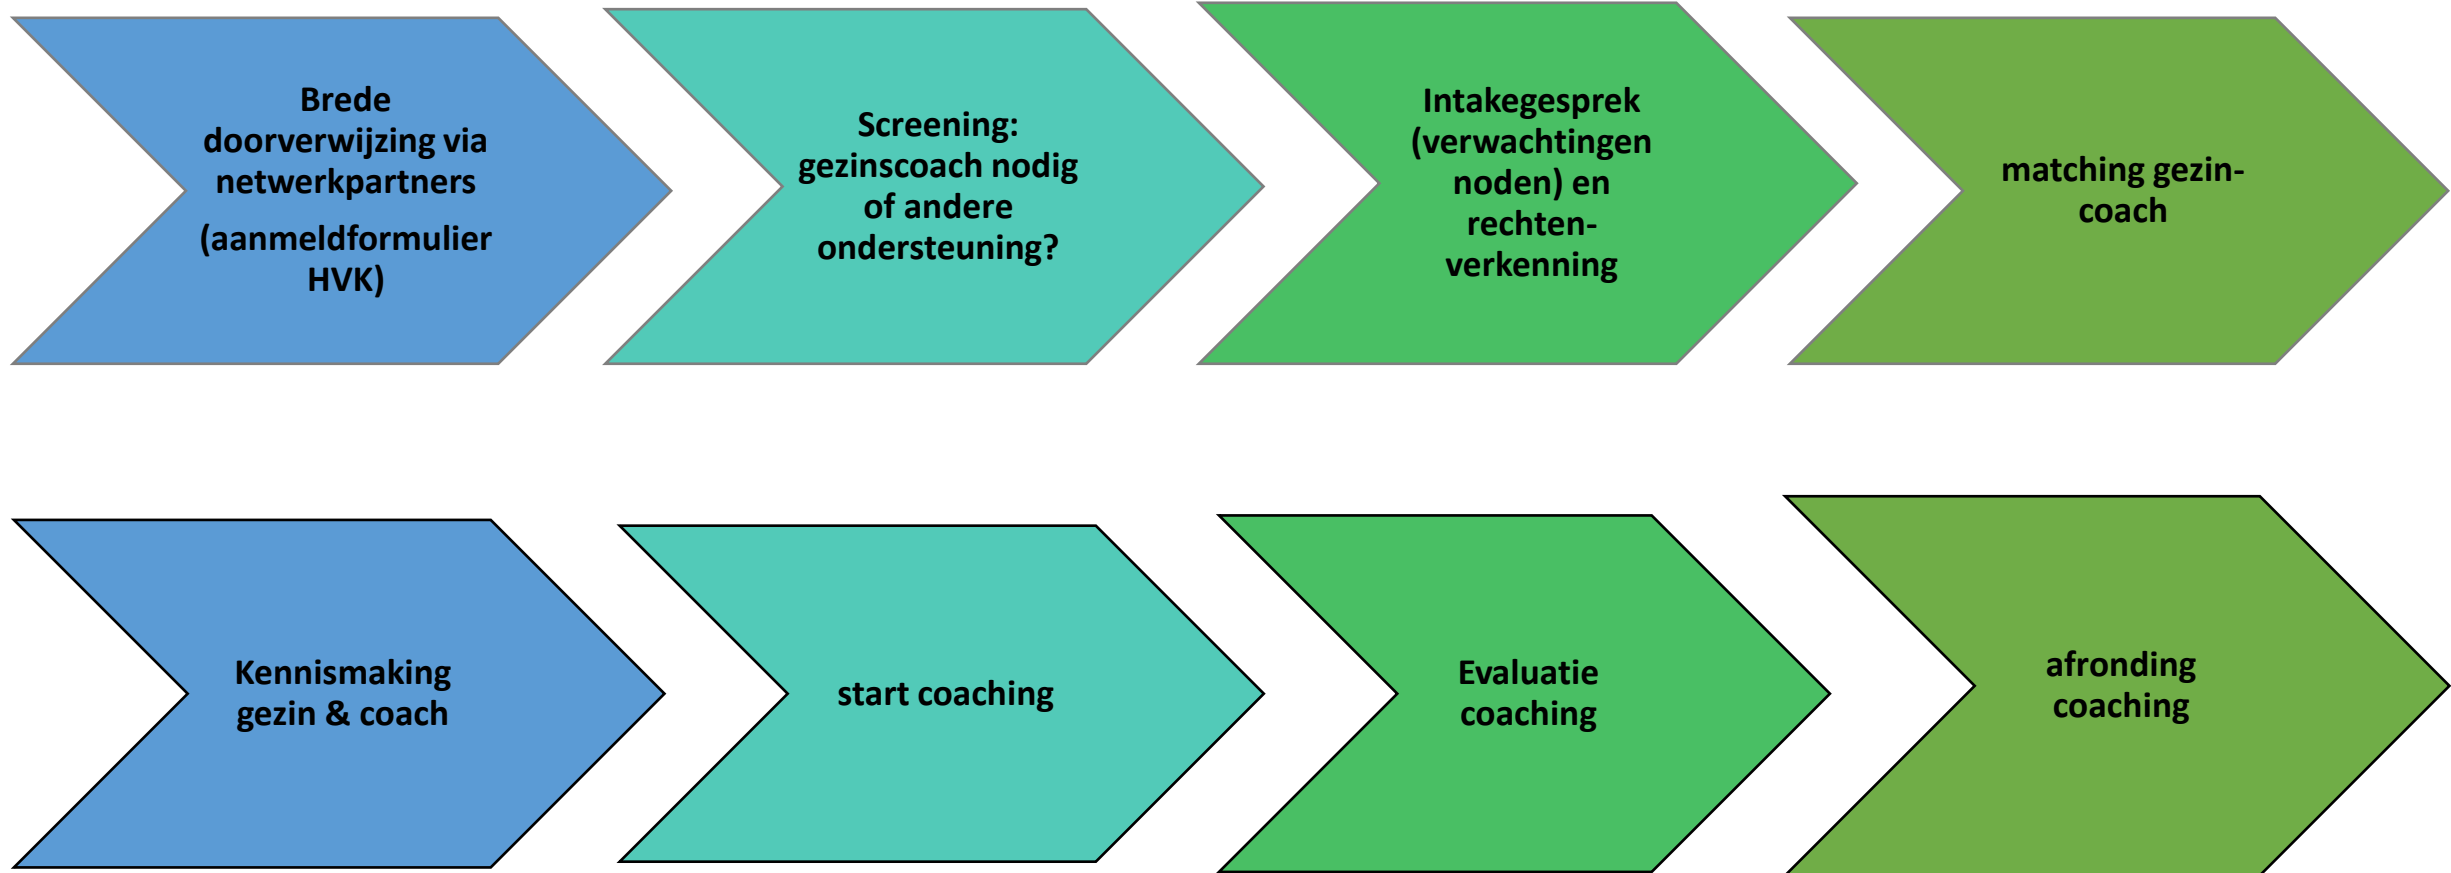 Brede
doorverwijzing via
netwerkpartners
(aanmeldformulier
HVK)
Screening:
gezinscoach nodig
of andere
ondersteuning?
Intakegesprek
(verwachtingen
noden) en
rechten-
verkenning
matching gezin-
coach
Kennismaking
gezin & coach
start coaching
Evaluatie
coaching
afronding
coaching